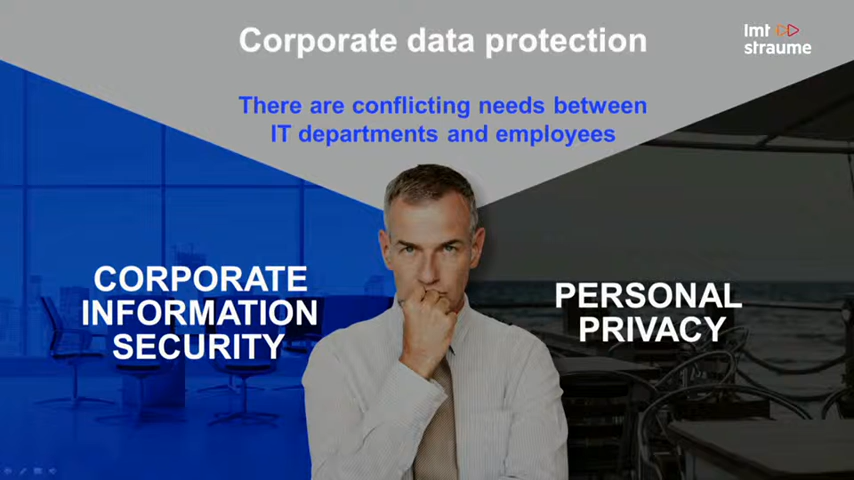 Corporate data protection
lmt
straume
There are conflicting needs between
IT departments and employees
CORPORATE
INFORMATION
SECURITY
PERSONAL
PRIVACY